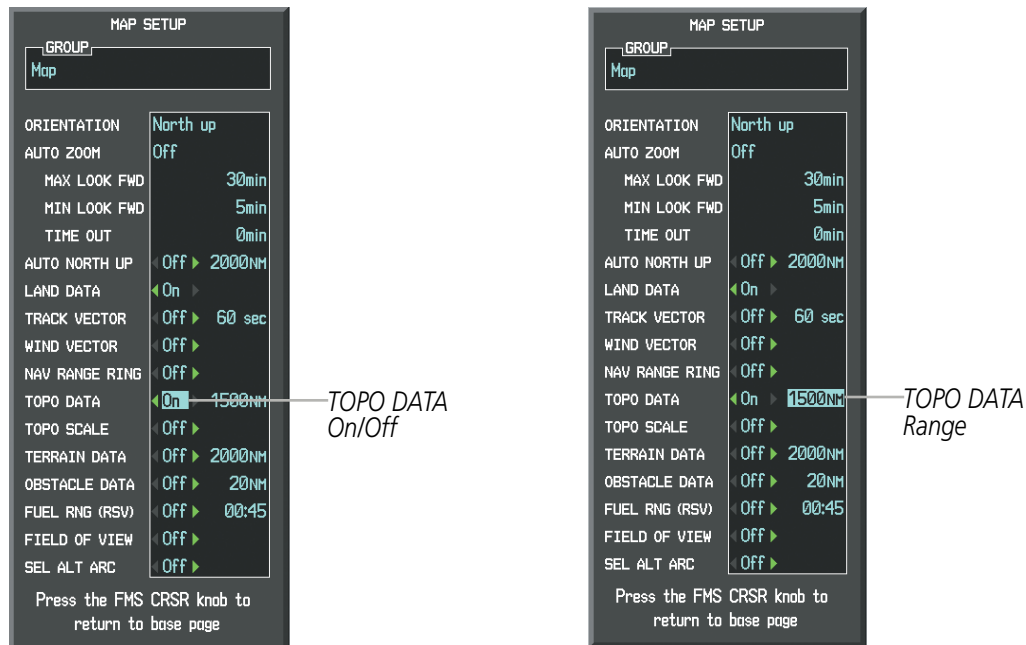 MAP SETUP
GROUP
Map
ORIENTATION North up
AUTO ZOOM Off
MAX LOOK FWD 30min
MIN LOOK FWD 5min
TIME OUT 0min
AUTO NORTH UP Off 2000NM
LAND DATA On
TRACK VECTOR Off 60 sec
WIND VECTOR Off
NAV RANGE RING Off
TOPO DATA On 1500NM
TOPO SCALE Off
TERRAIN DATA Off 2000NM
OBSTACLE DATA Off 20NM
FUEL RNG (RSV) Off 00:45
FIELD OF VIEW Off
SEL ALT ARC Off
Press the FMS CRSR knob to
return to base page
TOPO DATA
On/Off
MAP SETUP
GROUP
Map
ORIENTATION North up
AUTO ZOOM Off
MAX LOOK FWD 30min
MIN LOOK FWD 5min
TIME OUT 0min
AUTO NORTH UP Off 2000NM
LAND DATA On
TRACK VECTOR Off 60 sec
WIND VECTOR Off
NAV RANGE RING Off
TOPO DATA On 1500NM
TOPO SCALE Off
TERRAIN DATA Off 2000NM
OBSTACLE DATA Off 20NM
FUEL RNG (RSV) Off 00:45
FIELD OF VIEW Off
SEL ALT ARC Off
Press the FMS CRSR knob to
return to base page
TOPO DATA
Range